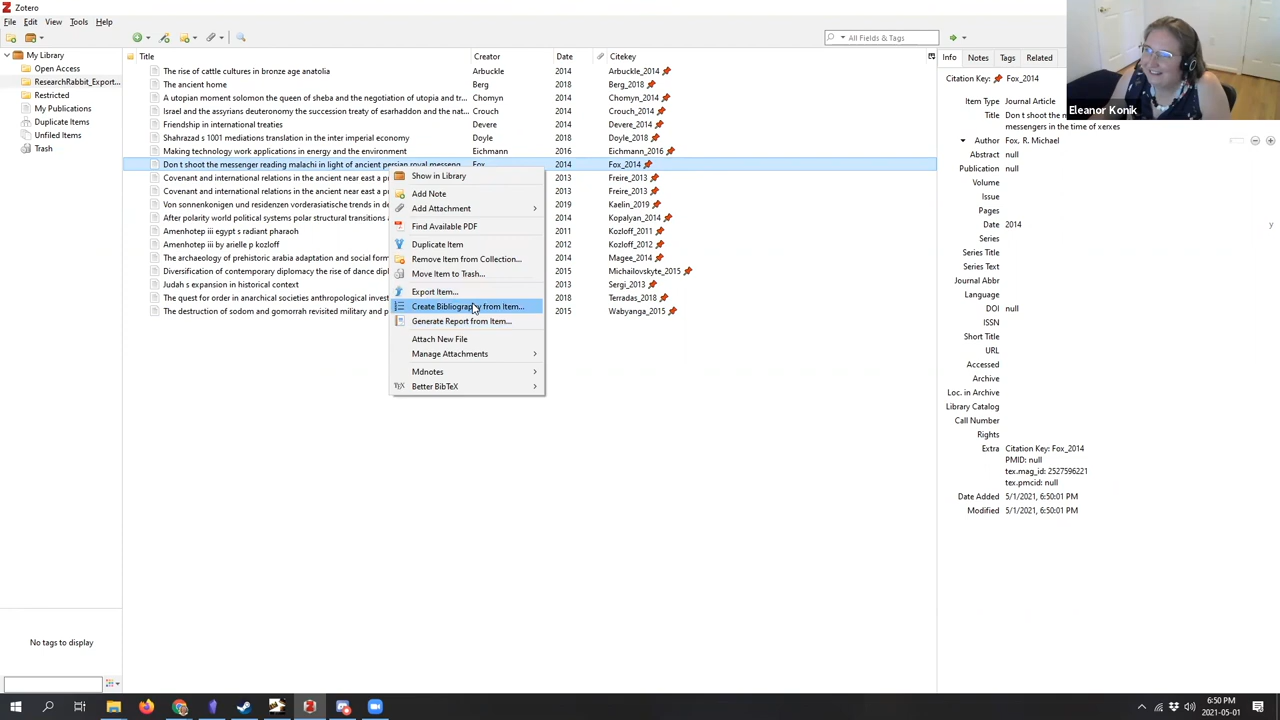 Zotero
File Edit View Tools Help
All Fields & Tags
My Library
Open Access
ResearchRabbit_Export...
Restricted
My Publications
Duplicate Items
Unfiled Items
Trash
No tags to display
Title Creator Date Citekey
The rise of cattle cultures in bronze age anatolia Arbuckle 2014 Arbuckle_2014
The ancient home Berg 2018 Berg_2018
A utopian moment solomon the queen of sheba and the negotiation of utopia and tr... Chomyn 2014 Chomyn_2014
Israel and the assyrians deuteronomy the succession treaty of esarhaddon and the nat... Crouch 2014 Crouch_2014
Friendship in international treaties Devere 2014 Devere_2014
Shahrazad s 1001 mediations translation in the inter imperial economy Doyle 2018 Doyle_2018
Making technology work applications in energy and the environment Eichmann 2016 Eichmann_2016
Don t shoot the messenger reading malachi in light of ancient persian royal messeng... Fox 2014 Fox_2014
Covenant and international relations in the ancient near east a p 2013 Freire_2013
Covenant and international relations in the ancient near east a p 2013 Freire_2013
Von sonnenkönigen und residenzen vorderasiatische trends in de 2019 Kaelin_2019
After polarity world political systems polar structural transitions a 2014 Kopalyan_2014
Amenhotep iii egypt s radiant pharaoh 2011 Kozloff_2011
Amenhotep iii by arielle p kozloff 2012 Kozloff_2012
The archaeology of prehistoric arabia adaptation and social form 2014 Magee_2014
Diversification of contemporary diplomacy the rise of dance dipl 2015 Michailovskyte_2015
Judah s expansion in historical context 2013 Sergi_2013
The quest for order in anarchical societies anthropological invest 2018 Terradas_2018
The destruction of sodom and gomorrah revisited military and p 2015 Wabyanga_2015
Show in Library
Add Note
Add Attachment
Find Available PDF
Duplicate Item
Remove Item from Collection...
Move Item to Trash...
Export Item...
Create Bibliography from Item...
Generate Report from Item...
Attach New File
Manage Attachments
Mdnotes
TEX Better BibTeX
Info Notes Tags Related
Citation Key: Fox_2014
Eleanor Konik
Item Type Journal Article
Title Don t shoot the m
messengers in the time of xerxes
Author Fox, R. Michael
Abstract null
Publication null
Volume
Issue
Pages
Date 2014 y
Series
Series Title
Series Text
Journal Abbr
Language
DOI null
ISSN
Short Title
URL
Accessed
Archive
Loc. in Archive
Library Catalog
Call Number
Rights
Extra Citation Key: Fox_2014
PMID: null
tex.mag_id: 2527596221
tex.pmcid: null
Date Added 5/1/2021, 6:50:01 PM
Modified 5/1/2021, 6:50:01 PM
6:50 PM
2021-05-01